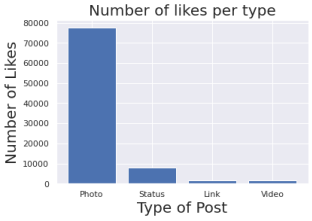 Number of likes per type
Number of Likes
80000
70000
60000
50000
40000
30000
20000
10000
0
Photo Status Link Video
Type of Post